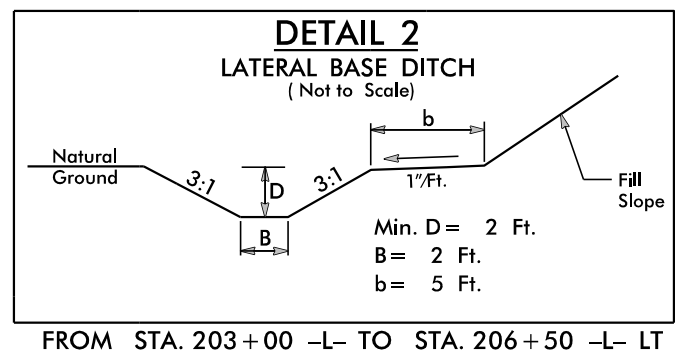 DETAIL 2
LATERAL BASE DITCH
( Not to Scale)
b
Natural
Ground
3:1
D
3:1
1"/Ft.
Fill
Slope
B
Min. D = 2 Ft.
B = 2 Ft.
b = 5 Ft.
FROM STA. 203+00 -L- TO STA. 206+50 -L- LT